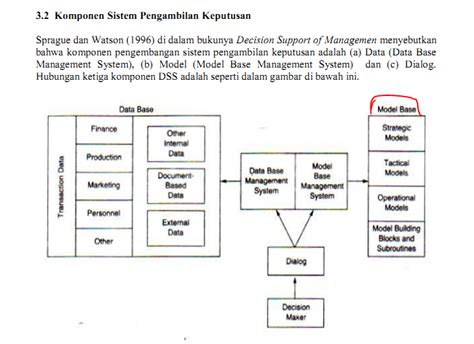 3.2 Komponen Sistem Pengambilan Keputusan
Sprague dan Watson (1996) di dalam bukunya Decision Support of Managemen menyebutkan
bahwa komponen pengembangan sistem pengambilan keputusan adalah (a) Data (Data Base
Management System), (b) Model (Model Base Management System) dan (c) Dialog.
Hubungan ketiga komponen DSS adalah seperti dalam gambar di bawah ini.
Data Base
Transaction Data
Finance
Production
Marketing
Personnel
Other
Other
Internal
Data
Document-
Based
Data
External
Data
Data Base
Management
System
Model
Base
Management
System
Dialog
Decision
Maker
Model Base
Strategic
Models
Tactical
Models
Operational
Models
Model Building
Blocks and
Subroutines